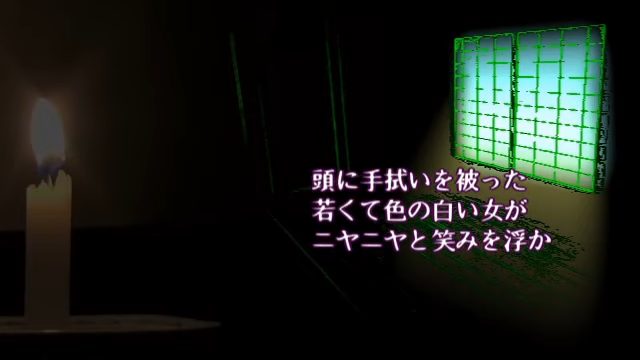 頭に手拭いを被った
若くて色の白い女が
ニヤニヤと笑みを浮か